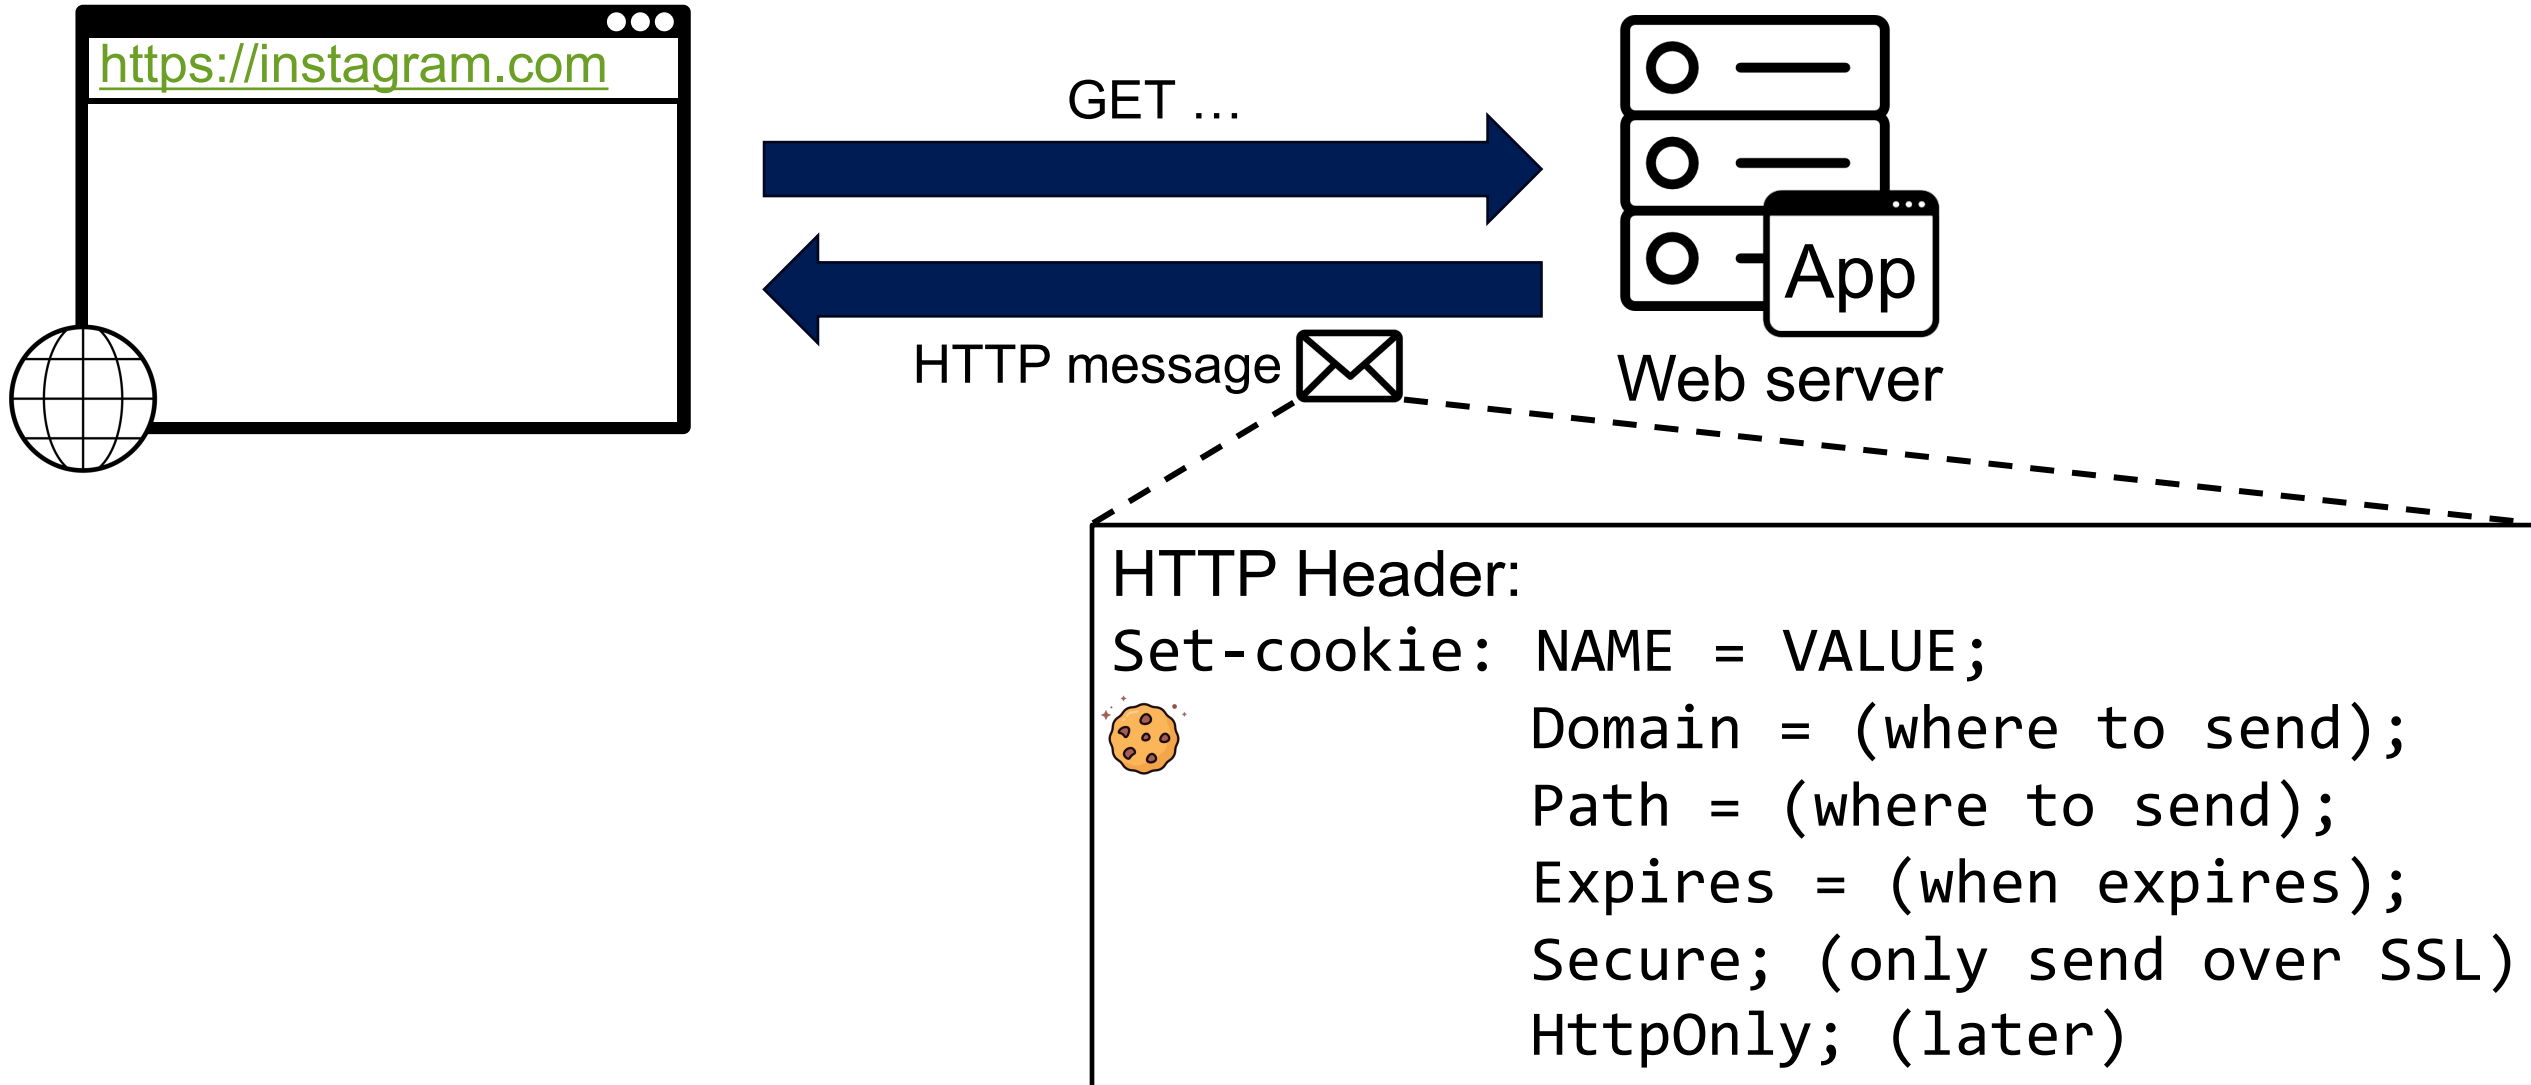 https://instagram.com
GET …
App
HTTP message
Web server
HTTP Header:
Set-cookie: NAME = VALUE;
Domain = (where to send);
Path = (where to send);
Expires = (when expires);
Secure; (only send over SSL)
HttpOnly; (later)